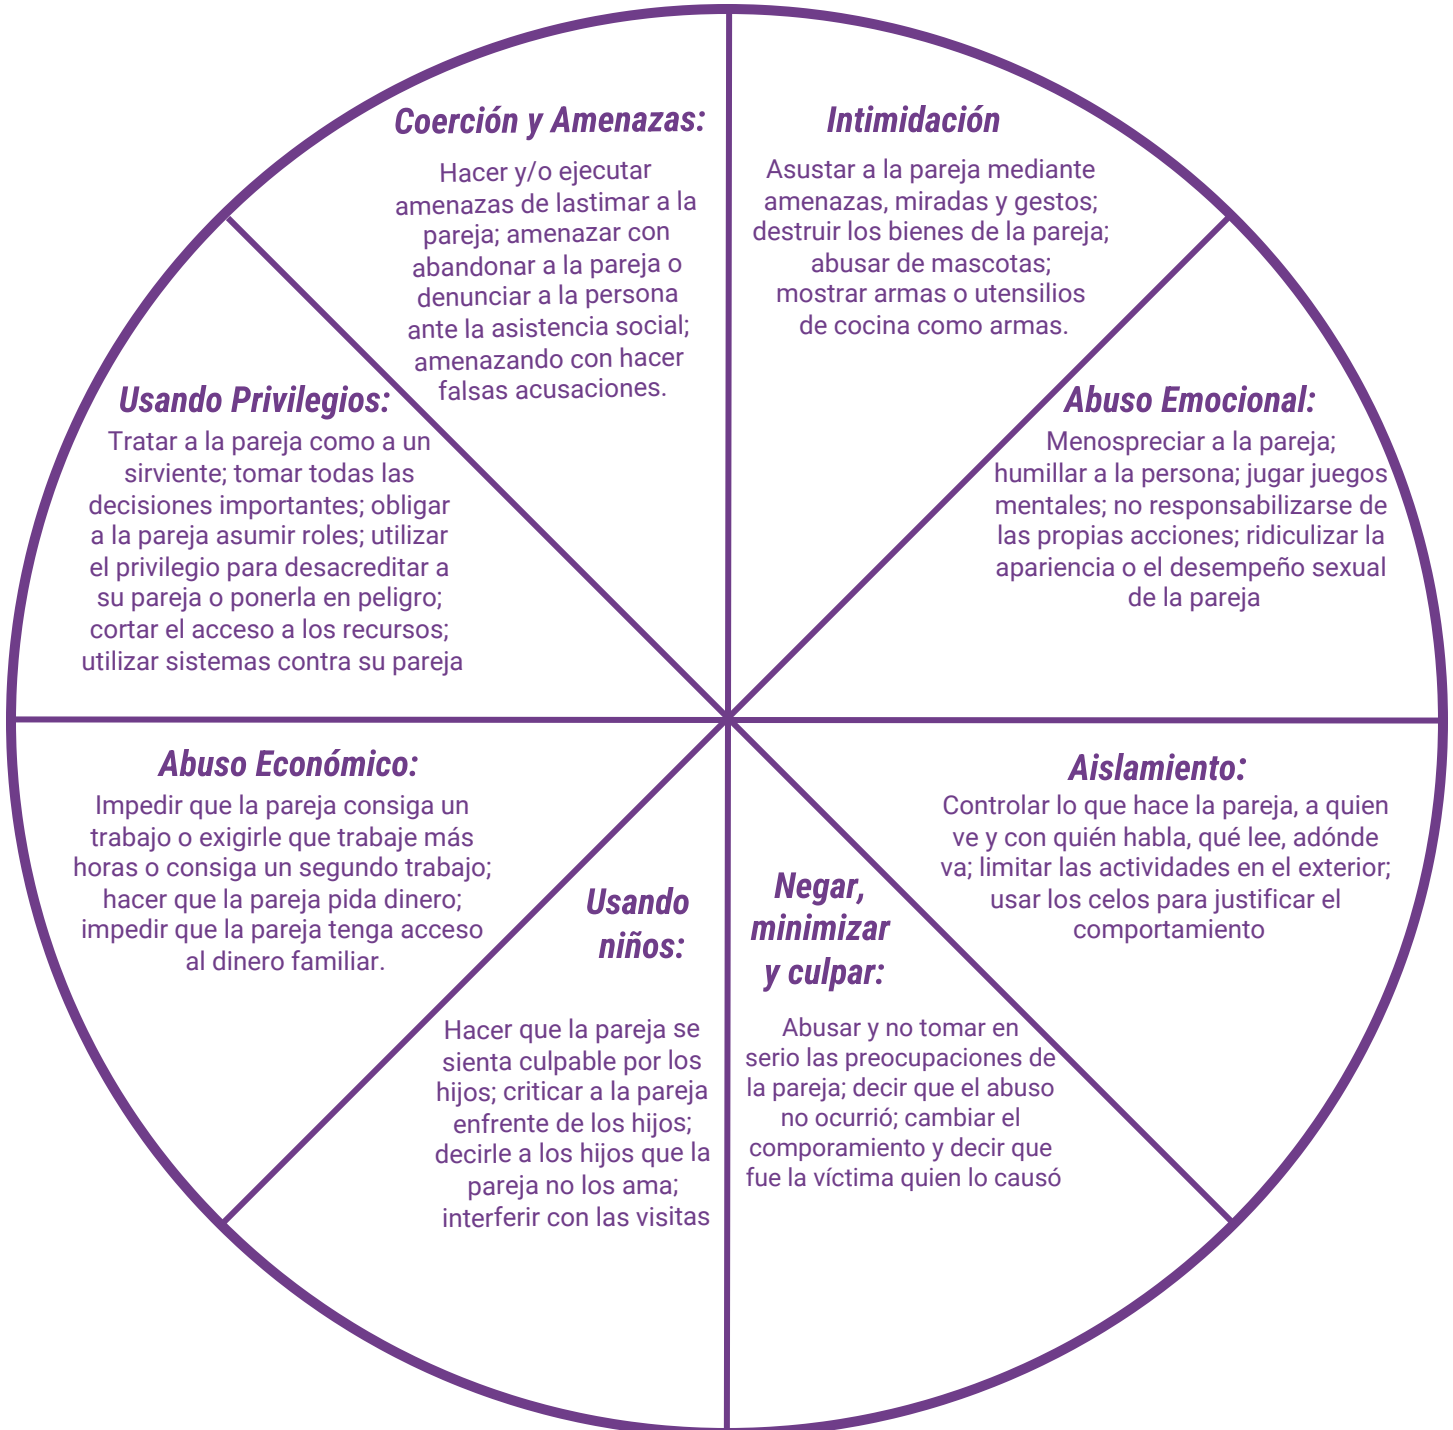 Coerción y Amenazas:
Hacer y/o ejecutar
amenazas de lastimar a la
pareja; amenazar con
abandonar a la pareja o
denunciar a la persona
ante la asistencia social;
amenazando con hacer
falsas acusaciones.
Intimidación
Asustar a la pareja mediante
amenazas, miradas y gestos;
destruir los bienes de la pareja;
abusar de mascotas;
mostrar armas o utensilios
de cocina como armas.
Usando Privilegios:
Tratar a la pareja como a un
sirviente; tomar todas las
decisiones importantes; obligar
a la pareja asumir roles; utilizar
el privilegio para desacreditar a
su pareja o ponerla en peligro;
cortar el acceso a los recursos;
utilizar sistemas contra su pareja
Abuso Emocional:
Menospreciar a la pareja;
humillar a la persona; jugar juegos
mentales; no responsabilizarse de
las propias acciones; ridiculizar la
apariencia o el desempeño sexual
de la pareja
Abuso Económico:
Impedir que la pareja consiga un
trabajo o exigirle que trabaje más
horas o consiga un segundo trabajo;
hacer que la pareja pida dinero;
impedir que la pareja tenga acceso
al dinero familiar.
Usando
niños:
Hacer que la pareja se
sienta culpable por los
hijos; criticar a la pareja
enfrente de los hijos;
decirle a los hijos que la
pareja no los ama;
interferir con las visitas
Negar,
minimizar
y culpar:
Abusar y no tomar en
serio las preocupaciones de
la pareja; decir que el abuso
no ocurrió; cambiar el
comporamiento y decir que
fue la víctima quien lo causó
Aislamiento:
Controlar lo que hace la pareja, a quien
ve y con quién habla, qué lee, adónde
va; limitar las actividades en el exterior;
usar los celos para justificar el
comportamiento